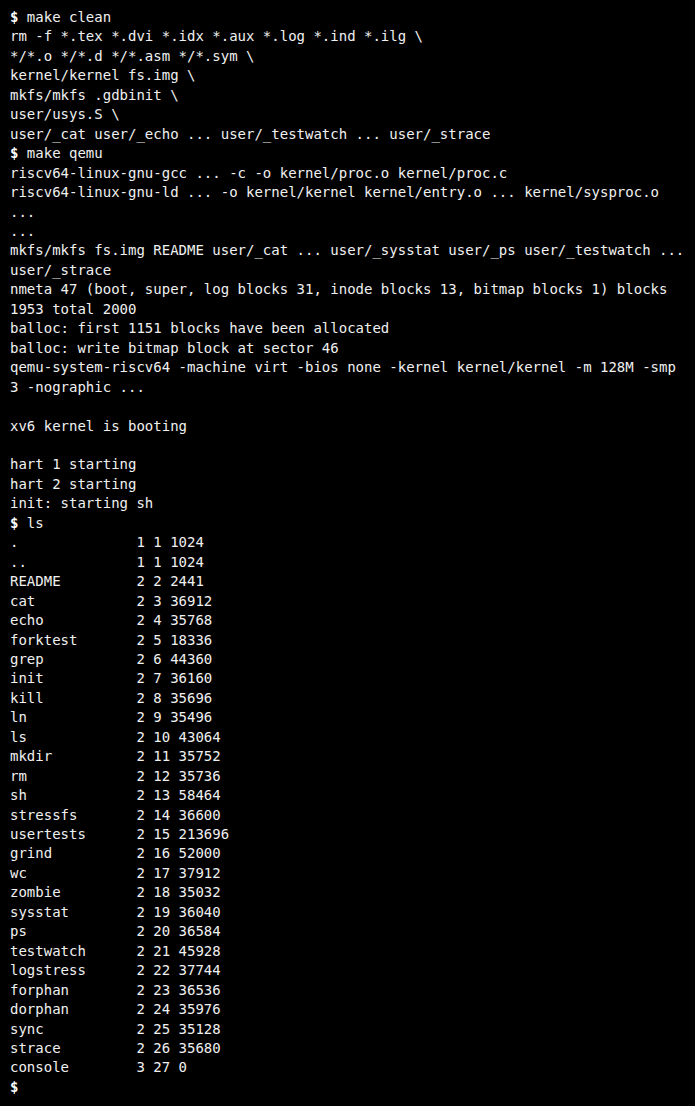 $ make clean
rm -f *.tex *.dvi *.idx *.aux *.log *.ind *.ilg \
*/*.o */*.d */*.asm */*.sym \
kernel/kernel fs.img \
mkfs/mkfs .gdbinit \
user/usys.S \
user/_cat user/_echo ... user/_testwatch ... user/_strace
$ make qemu
riscv64-linux-gnu-gcc ... -c -o kernel/proc.o kernel/proc.c
riscv64-linux-gnu-ld ... -o kernel/kernel kernel/entry.o ... kernel/sysproc.o
...
...
mkfs/mkfs fs.img README user/_cat ... user/_sysstat user/_ps user/_testwatch ...
user/_strace
nmeta 47 (boot, super, log blocks 31, inode blocks 13, bitmap blocks 1) blocks
1953 total 2000
balloc: first 1151 blocks have been allocated
balloc: write bitmap block at sector 46
qemu-system-riscv64 -machine virt -bios none -kernel kernel/kernel -m 128M -smp
3 -nographic ...

xv6 kernel is booting

hart 1 starting
hart 2 starting
init: starting sh
$ ls
.              1 1 1024
..             1 1 1024
README         2 2 2441
cat            2 3 36912
echo           2 4 35768
forktest       2 5 18336
grep           2 6 44360
init           2 7 36160
kill           2 8 35696
ln             2 9 35496
ls             2 10 43064
mkdir          2 11 35752
rm             2 12 35736
sh             2 13 58464
stressfs       2 14 36600
usertests      2 15 213696
grind          2 16 52000
wc             2 17 37912
zombie         2 18 35032
sysstat        2 19 36040
ps             2 20 36584
testwatch      2 21 45928
logstress      2 22 37744
forphan        2 23 36536
dorphan        2 24 35976
sync           2 25 35128
strace         2 26 35680
console        3 27 0
$